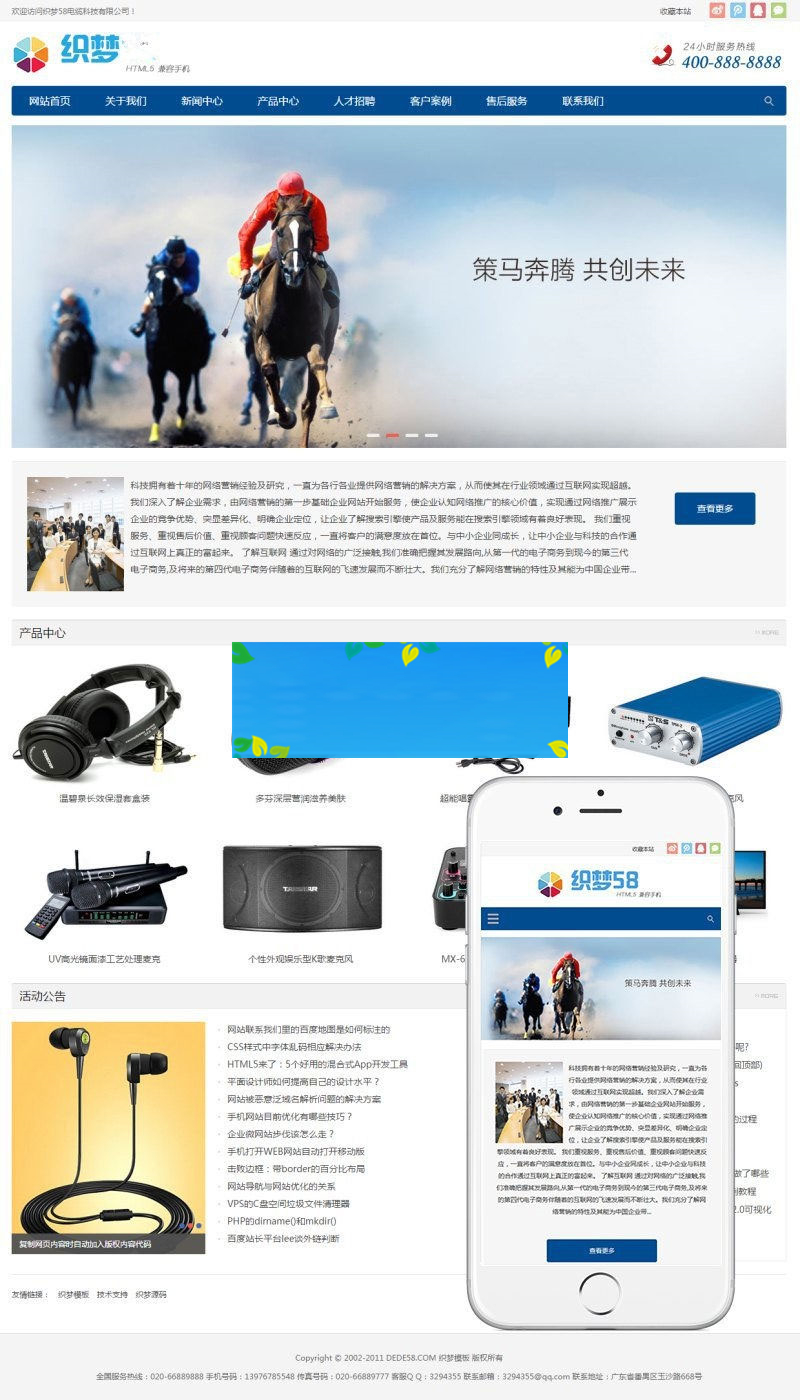 欢迎访问织梦58电缆科技有限公司！
收藏本站
织梦
HTML5 兼容手机
24小时服务热线
400-888-8888
网站首页 关于我们 新闻中心 产品中心 人才招聘 客户案例 售后服务 联系我们
策马奔腾 共创未来
科技拥有着十年的网络营销经验及研究，一直为各行各业提供网络营销的解决方案，从而使其在行业领域通过互联网实现超越。
我们深入了解企业需求，由网络营销的第一步基础企业网站开始服务，使企业认知网络推广的核心价值，实现通过网络推广展示
企业的竞争优势、突显差异化、明确企业定位，让企业了解搜索引擎使产品及服务能在搜索引擎领域有着良好表现。 我们重视
服务、重视售后价值、重视顾客问题快速反应，一直将客户的满意度放在首位。与中小企业同成长，让中小企业与科技的合作通
过互联网上真正的富起来。 了解互联网 通过对网络的广泛接触,我们准确把握其发展路向,从第一代的电子商务到现今的第三代
电子商务,及将来的第四代电子商务伴随着的互联网的飞速发展而不断壮大。我们充分了解网络营销的特性及其能为中国企业带...
查看更多
产品中心
>> MORE
T&S
温碧泉长效保湿套盒装
多芬深层营润滋养美肤
超能唱
克风
TAKSTAR
UV高光镜面漆工艺处理麦克
个性外观娱乐型K歌麦克风
MX-6
器
活动公告
>> MORE
网站联系我们里的百度地图是如何标注的
CSS样式中字体乱码相应解决办法
HTML5来了：5个好用的混合式App开发工具
平面设计师如何提高自己的设计水平？
网站被恶意泛域名解析问题的解决方案
手机网站目前优化有哪些技巧？
企业微网站步伐该怎么走？
手机打开WEB网站自动打开移动版
击败边框：带border的百分比布局
网站导航与网站优化的关系
VPS的C盘空间垃圾文件清理器
PHP的dirname()和mkdir()
百度站长平台lee谈外链判断
复制网页内容时自动加入版权内容代码
呢?
回顶部)
s
的过程
做了哪些
制教程
2.0可视化
收藏本站
织梦58
HTML5 兼容手机
策马奔腾 共创未来
科技拥有着十年的网络营销经验及研究，一直为各
行各业提供网络营销的解决方案，从而使其在行业
领域通过互联网实现超越。我们深入了解企业需
求，由网络营销的第一步基础企业网站开始服务，
使企业认知网络推广的核心价值，实现通过网络推
广展示企业的竞争优势、突显差异化、明确企业定
位，让企业了解搜索引擎使产品及服务能在搜索引
擎领域有着良好表现。 我们重视服务、重视售后价值、重视顾客问题快速反
应，一直将客户的满意度放在首位。与中小企业同成长，让中小企业与科技
的合作通过互联网上真正的富起来。 了解互联网 通过对网络的广泛接触,我
们准确把握其发展路向,从第一代的电子商务到现今的第三代电子商务,及将来
的第四代电子商务伴随着的互联网的飞速发展而不断壮大。我们充分了解网
络营销的特性及其能为中国企业带...
查看更多
友情链接： 织梦模板 技术支持 织梦源码
Copyright © 2002-2011 DEDE58.COM 织梦模板 版权所有
全国服务热线：020-66889888 手机号码：13976785548 传真号码：020-66889777 客服Q Q：3294355 联系邮箱：3294355@qq.com 联系地址：广东省番禺区玉沙路668号